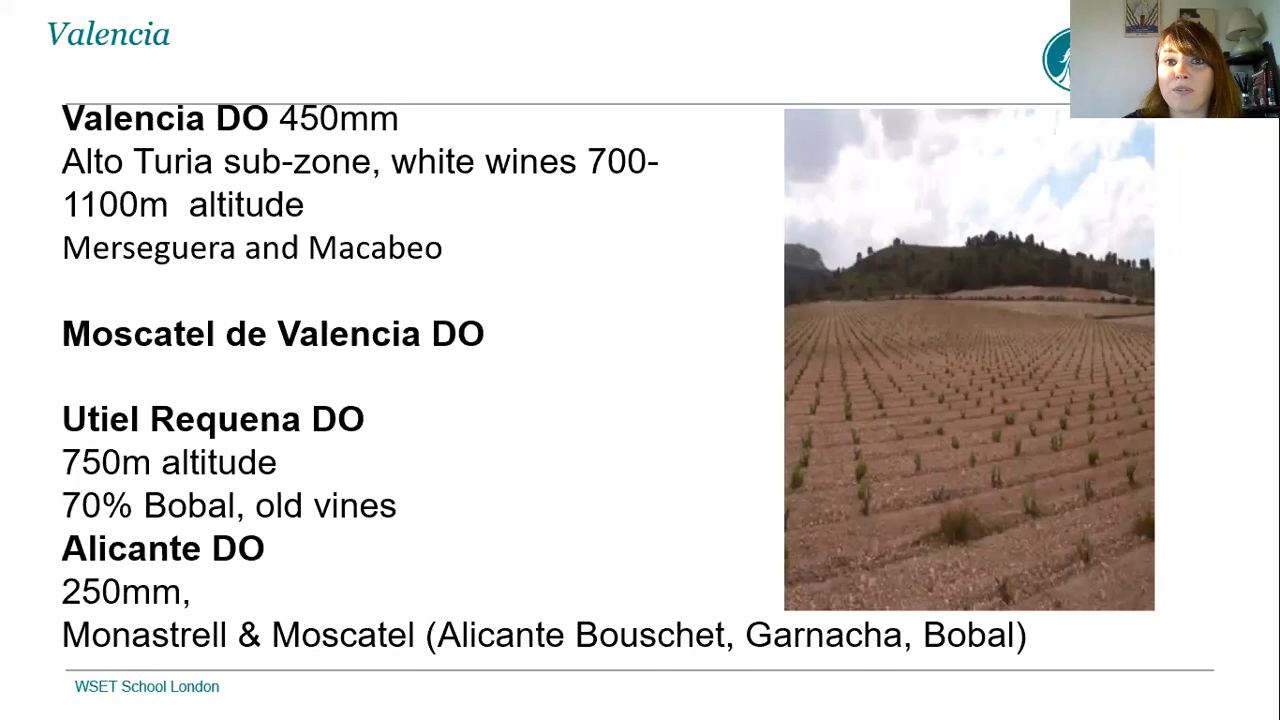 Valencia
Valencia DO 450mm
Alto Turia sub-zone, white wines 700-
1100m altitude
Merseguera and Macabeo
Moscatel de Valencia DO
Utiel Requena DO
750m altitude
70% Bobal, old vines
Alicante DO
250mm,
Monastrell & Moscatel (Alicante Bouschet, Garnacha, Bobal)
WSET School London